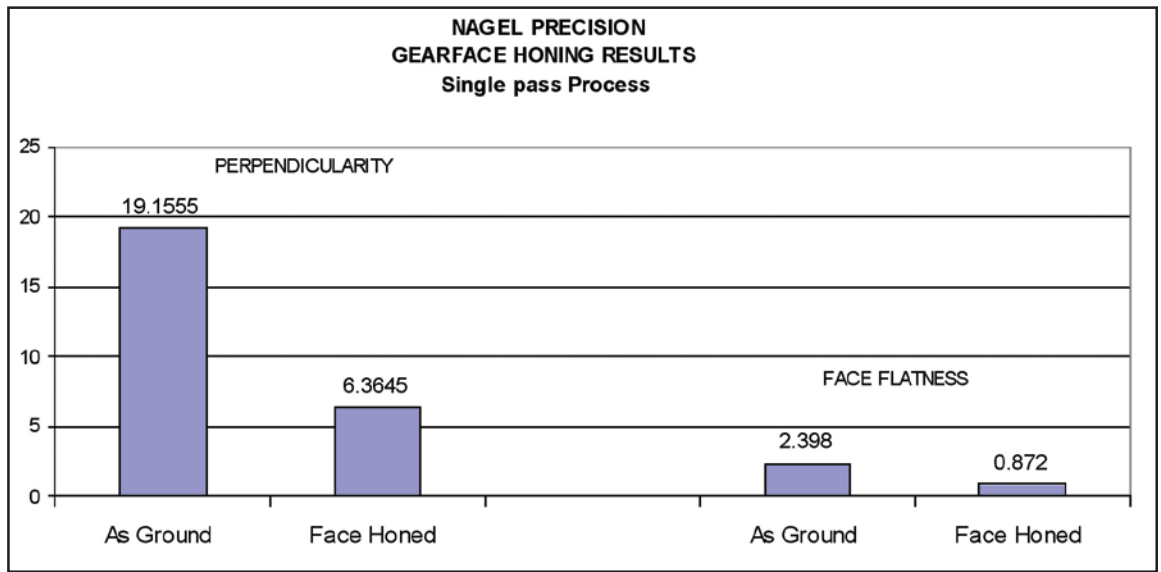 NAGEL PRECISION
GEARFACE HONING RESULTS
Single pass Process
25
PERPENDICULARITY
19.1555
20
15
10
6.3645
FACE FLATNESS
5
2.398
0.872
0
As Ground
Face Honed
As Ground
Face Honed